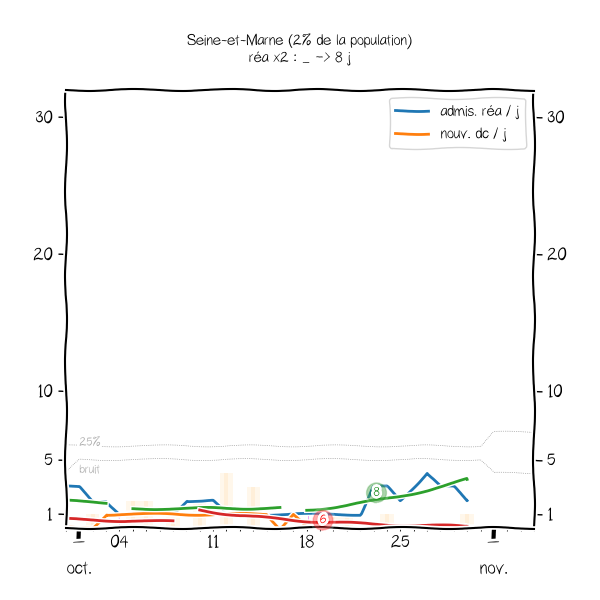 Seine-et-Marne (2% de la population)
réa x2 : _ -> 8 j
admis. réa / j
nouv. dc / j
30
30
20
20
10
10
25%
5
5
bruit
8
6
1
1
04
11
18
25
oct.
nov.